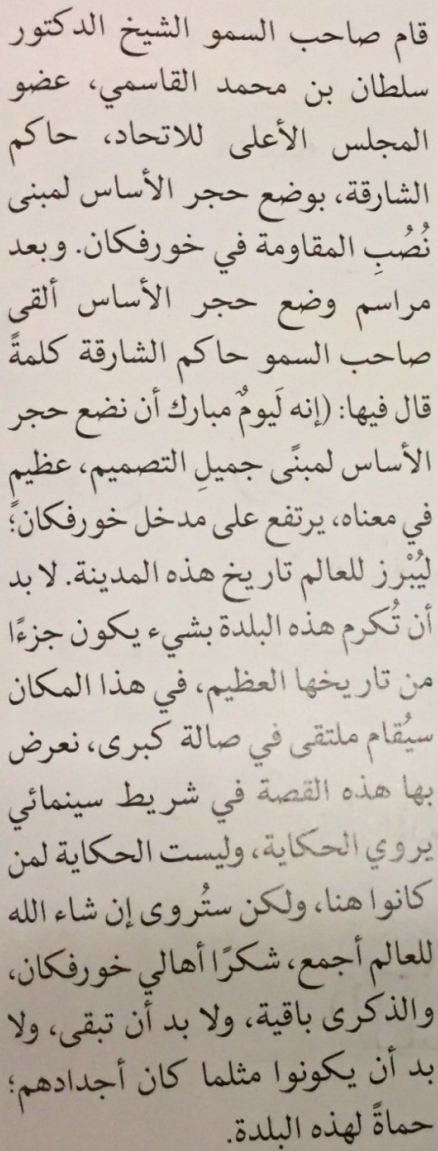 قام صاحب السمو الشيخ الدكتور
سلطان بن محمد القاسمي، عضو
المجلس الأعلى للاتحاد، حاكم
الشارقة، بوضع حجر الأساس لمبنى
نُصُبِ المقاومة في خورفكان. وبعد
مراسم وضع حجر الأساس ألقى
صاحب السمو حاكم الشارقة كلمةً
قال فيها: (إنه لَيومٌ مبارك أن نضع حجر
الأساس لمبنًى جميلِ التصميم، عظيمٍ
في معناه، يرتفع على مدخل خورفكان؛
ليُبْرز للعالم تاريخ هذه المدينة. لا بد
أن تُكرم هذه البلدة بشيء يكون جزءًا
من تاريخها العظيم، في هذا المكان
سيُقام ملتقى في صالة كبرى، نعرض
بها هذه القصة في شريط سينمائي
يروي الحكاية، وليست الحكاية لمن
كانوا هنا، ولكن ستُروى إن شاء الله
للعالم أجمع، شكرًا أهالي خورفكان،
والذكرى باقية، ولا بد أن تبقى، ولا
بد أن يكونوا مثلما كان أجدادهم؛
حماةً لهذه البلدة.